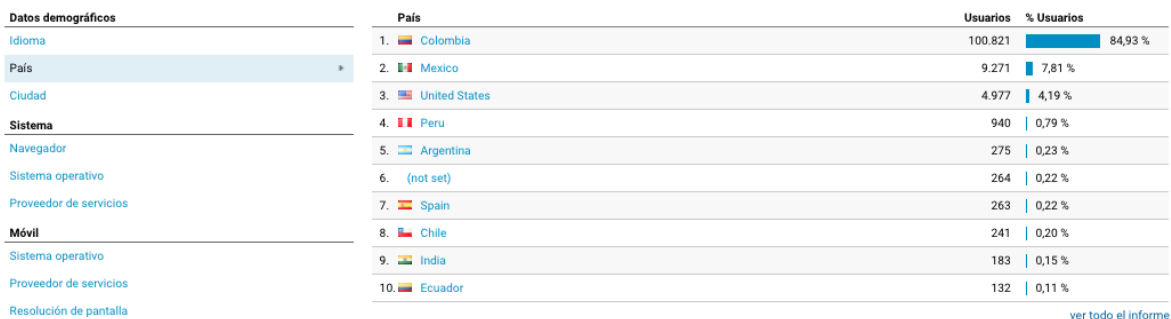 Datos demográficos
Idioma
País
Ciudad
Sistema
Navegador
Sistema operativo
Proveedor de servicios
Móvil
Sistema operativo
Proveedor de servicios
Resolución de pantalla
País Usuarios % Usuarios
1. Colombia 100.821 84,93 %
2. Mexico 9.271 7,81 %
3. United States 4.977 4,19 %
4. Peru 940 0,79 %
5. Argentina 275 0,23 %
6. (not set) 264 0,22 %
7. Spain 263 0,22 %
8. Chile 241 0,20 %
9. India 183 0,15 %
10. Ecuador 132 0,11 %
ver todo el informe